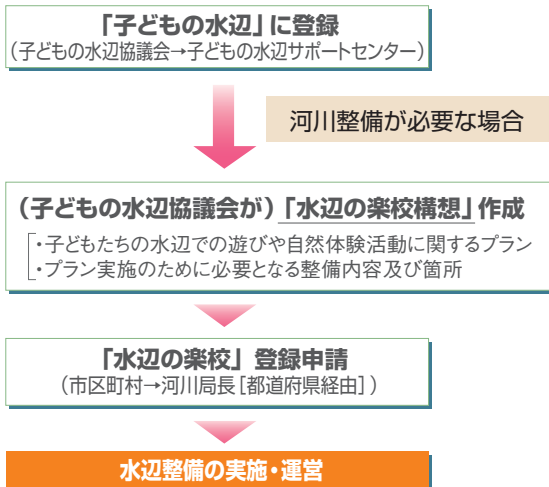 「子どもの水辺」に登録
（子どもの水辺協議会→子どもの水辺サポートセンター）
河川整備が必要な場合
（子どもの水辺協議会が）「水辺の楽校構想」作成
・子どもたちの水辺での遊びや自然体験活動に関するプラン
・プラン実施のために必要となる整備内容及び箇所
「水辺の楽校」登録申請
（市区町村→河川局長［都道府県経由］）
水辺整備の実施・運営